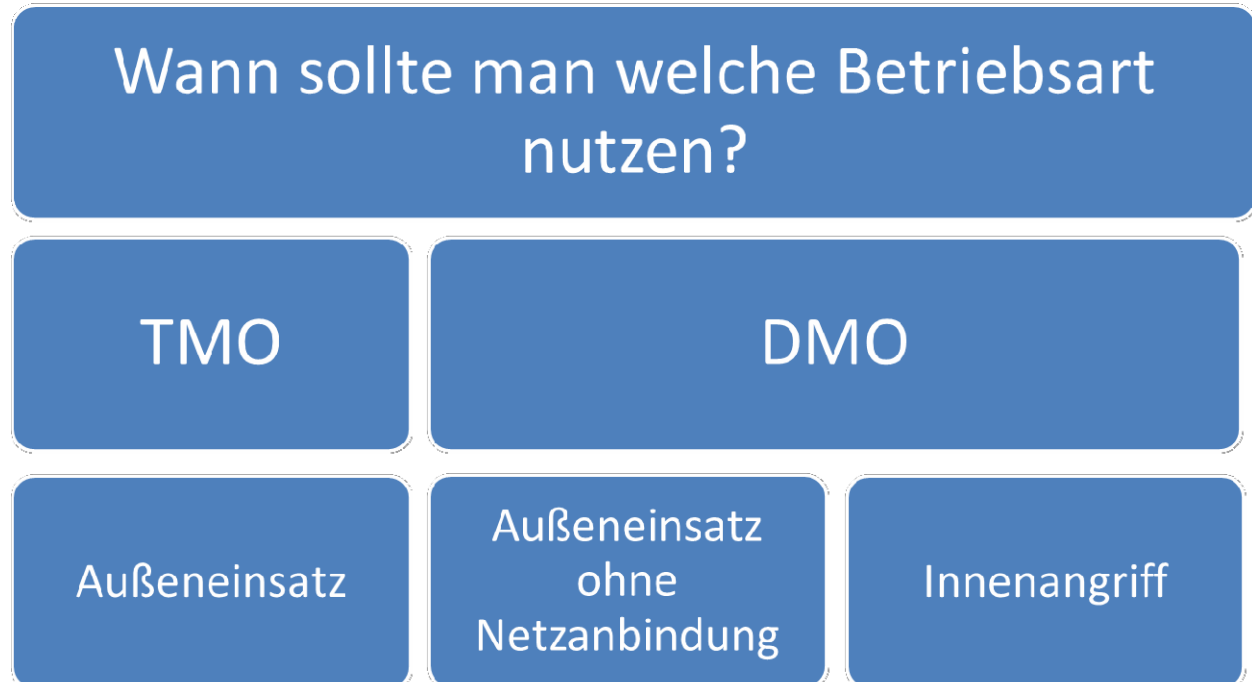 Wann sollte man welche Betriebsart
nutzen?
TMO
DMO
Außeneinsatz
Außeneinsatz
ohne
Netzanbindung
Innenangriff